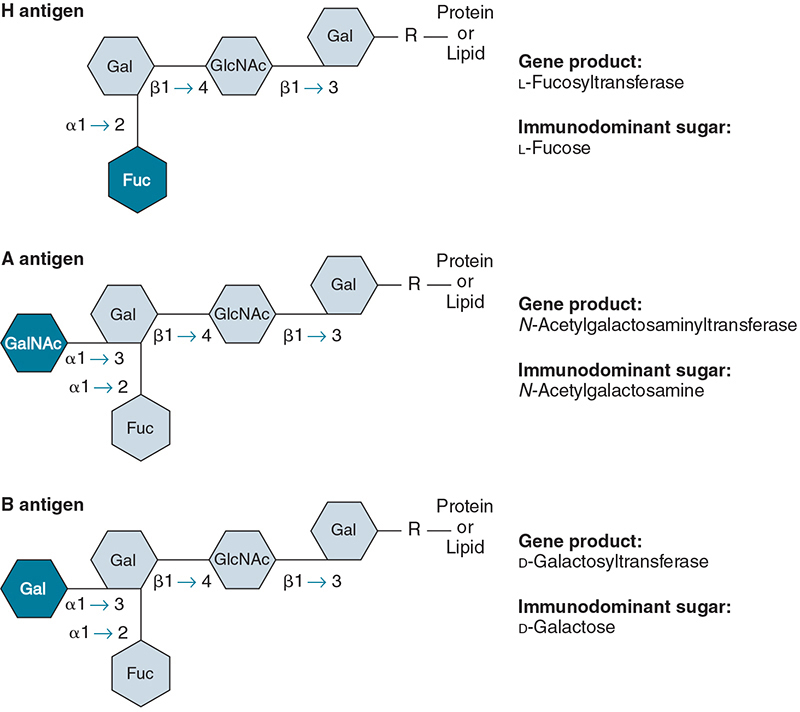 H antigen
Gal
GlcNAc
Gal
R
Protein
or
Lipid
β1 → 4
β1 → 3
α1 → 2
Fuc
Gene product:
L-Fucosyltransferase
Immunodominant sugar:
L-Fucose
A antigen
GalNAc
Gal
GlcNAc
Gal
R
Protein
or
Lipid
α1 → 3
β1 → 4
β1 → 3
α1 → 2
Fuc
Gene product:
N-Acetylgalactosaminyltransferase
Immunodominant sugar:
N-Acetylgalactosamine
B antigen
Gal
Gal
GlcNAc
Gal
R
Protein
or
Lipid
α1 → 3
β1 → 4
β1 → 3
α1 → 2
Fuc
Gene product:
D-Galactosyltransferase
Immunodominant sugar:
D-Galactose